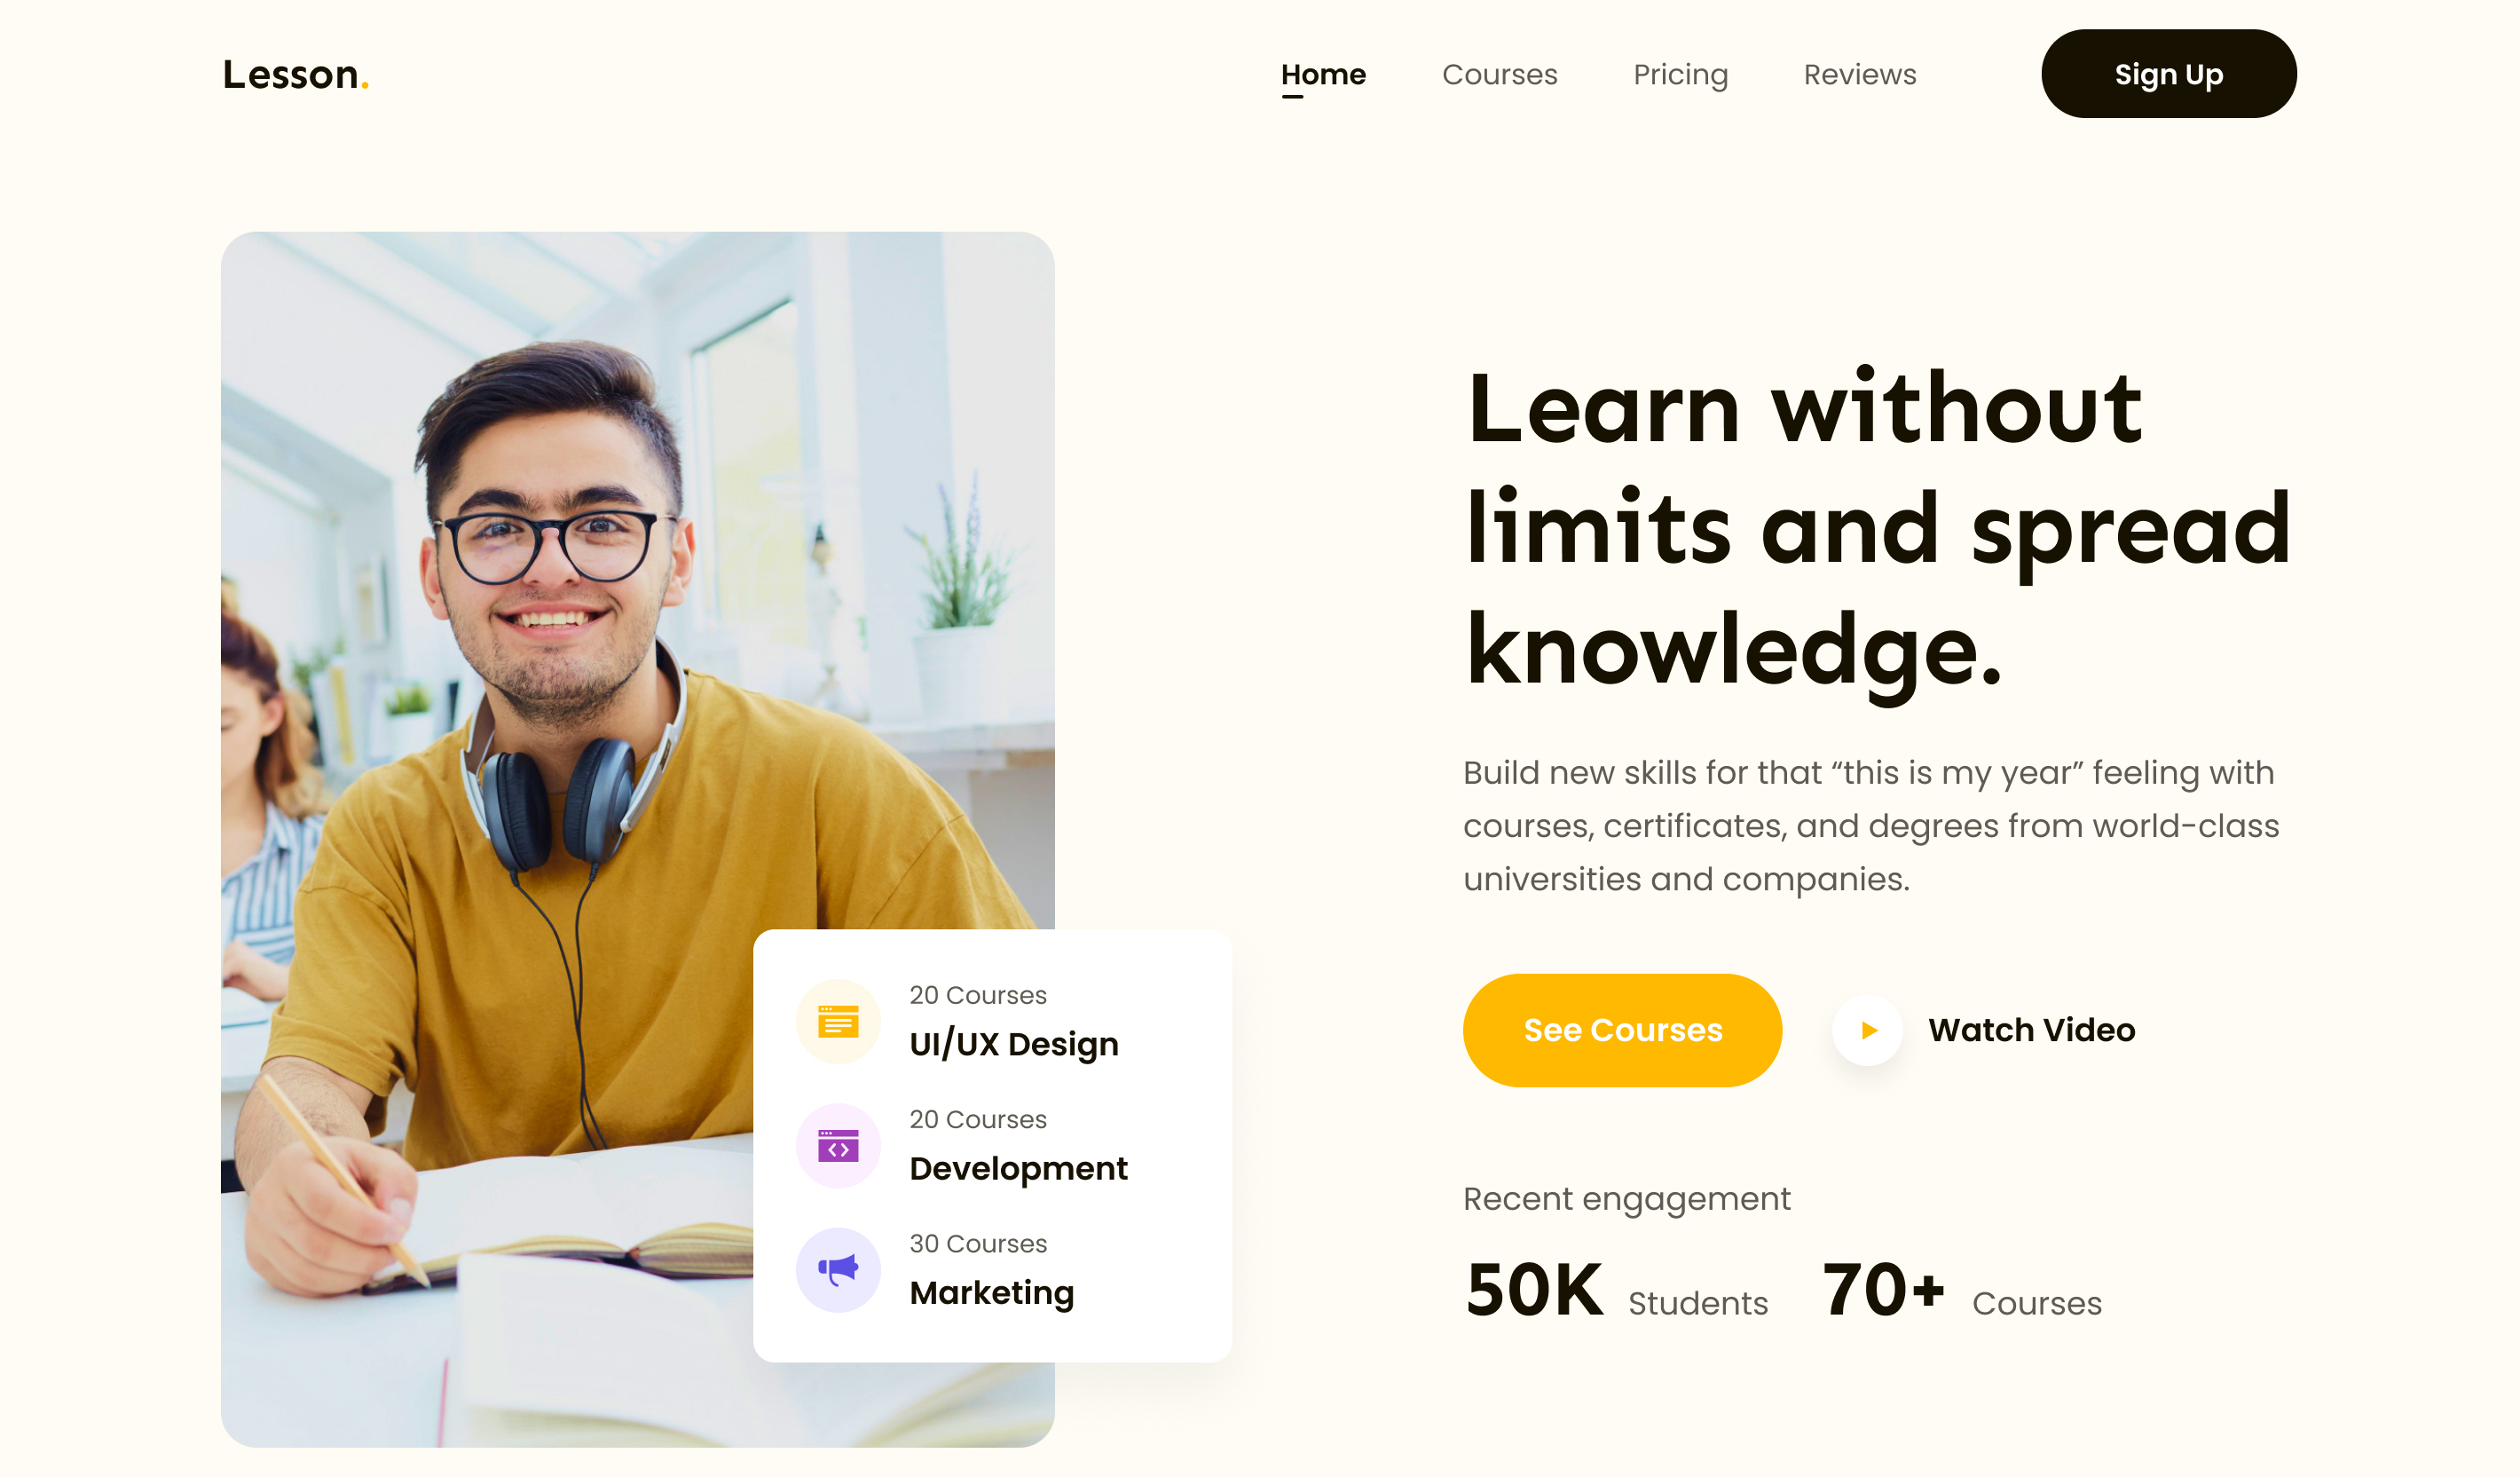 Lesson.
Home
Courses
Pricing
Reviews
Sign Up
Learn without
limits and spread
knowledge.
Build new skills for that “this is my year” feeling with
courses, certificates, and degrees from world-class
universities and companies.
See Courses
Watch Video
Recent engagement
50K Students
70+ Courses
20 Courses
UI/UX Design
20 Courses
Development
30 Courses
Marketing